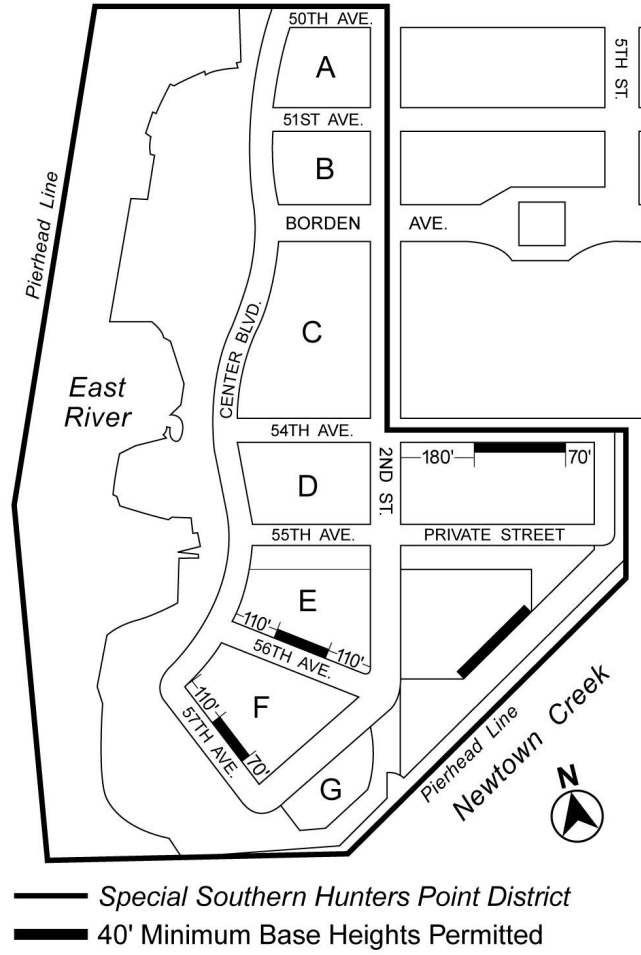 50TH AVE.
A
5TH ST.
51ST AVE.
B
Pierhead Line
BORDEN AVE.
CENTER BLVD.
C
East
River
54TH AVE.
2ND ST.
180'
70'
D
55TH AVE.
PRIVATE STREET
E
110'
110'
56TH AVE.
F
110'
70'
57TH AVE.
G
Pierhead Line
Newtown Creek
N
Special Southern Hunters Point District
40' Minimum Base Heights Permitted